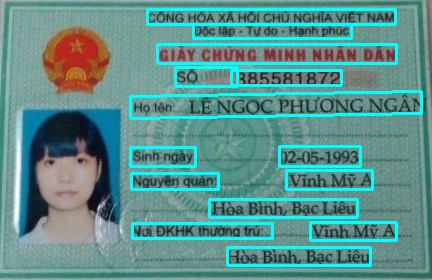 CỘNG HÒA XÃ HỘI CHỦ NGHĨA VIỆT NAM
Độc lập - Tự do - Hạnh phúc
GIẤY CHỨNG MINH NHÂN DÂN
SỐ 385581872
Họ tên: LÊ NGỌC PHƯƠNG NGÂN
Sinh ngày 02-05-1993
Nguyên quán: Vĩnh Mỹ A
Hòa Bình, Bạc Liêu
Nơi ĐKHK thường trú: Vĩnh Mỹ A
Hòa Bình, Bạc Liêu